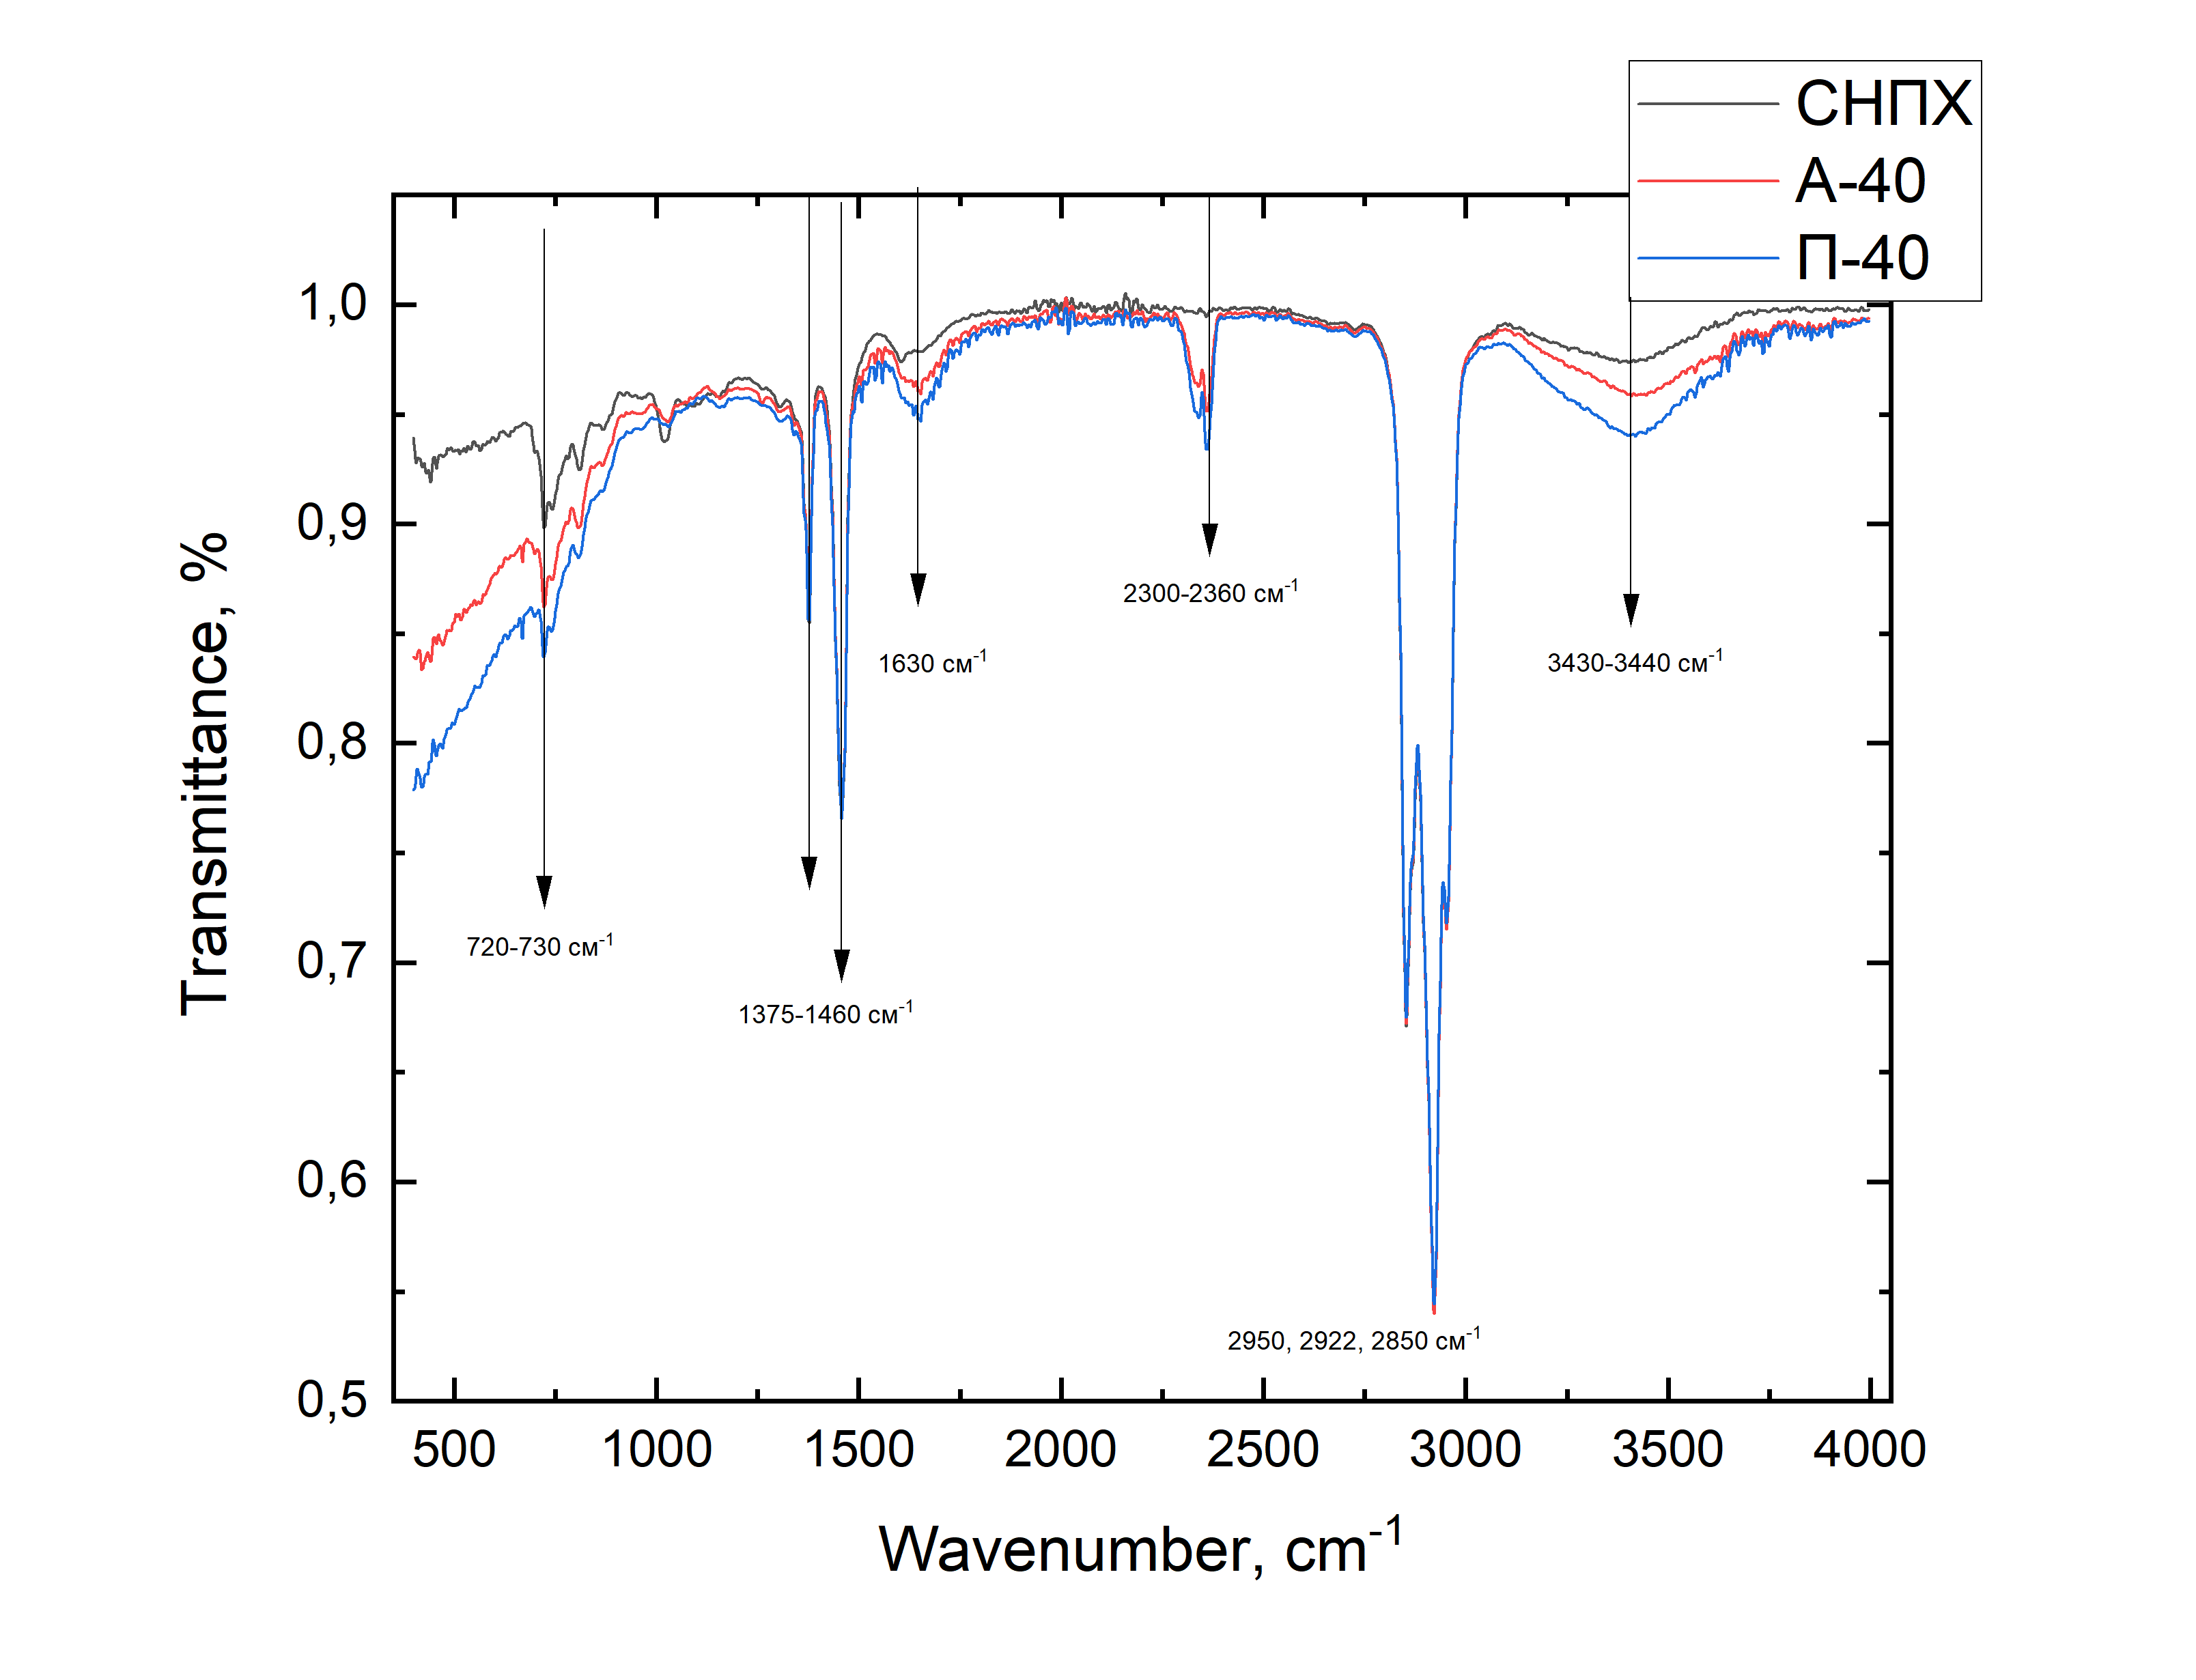 СНПХ
А-40
П-40
1,0
0,9
0,8
0,7
0,6
0,5
Transmittance, %
2300-2360 см-1
1630 см-1
3430-3440 см-1
720-730 см-1
1375-1460 см-1
2950, 2922, 2850 см-1
500 1000 1500 2000 2500 3000 3500 4000
Wavenumber, cm-1